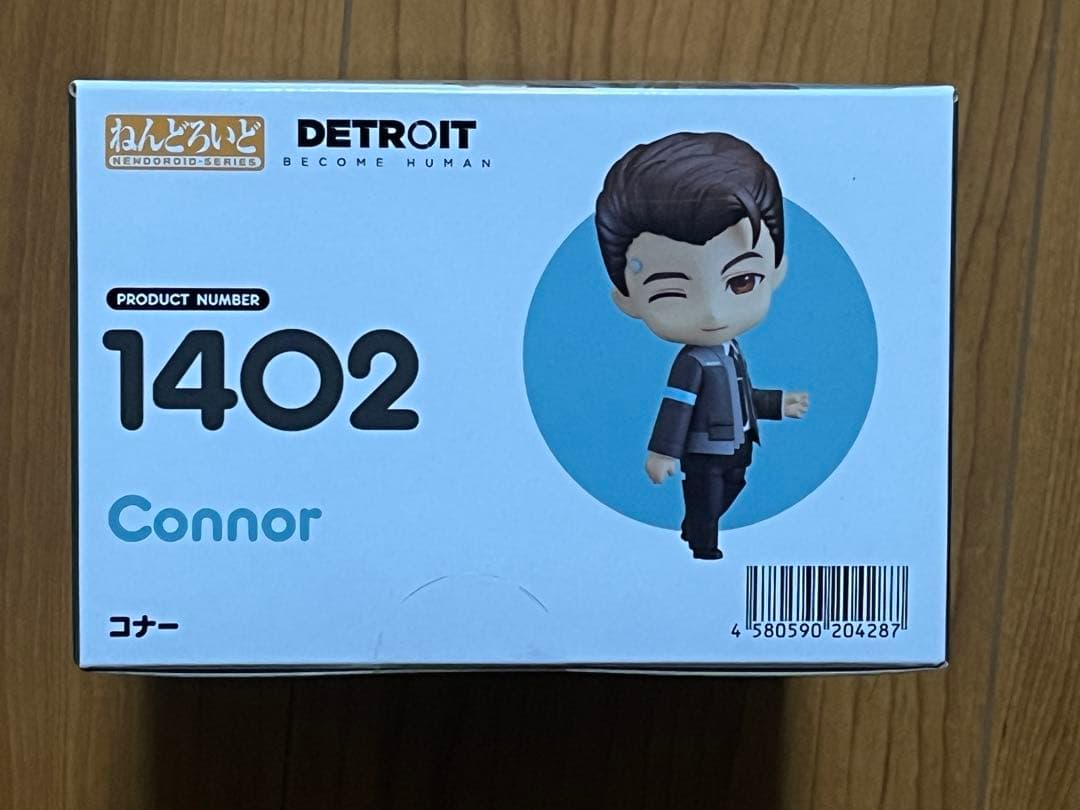 ねんどろいど
NENDOROID-SERIES
DETROIT
BECOME HUMAN
PRODUCT NUMBER
1402
Connor
コナー
4 580590 204287